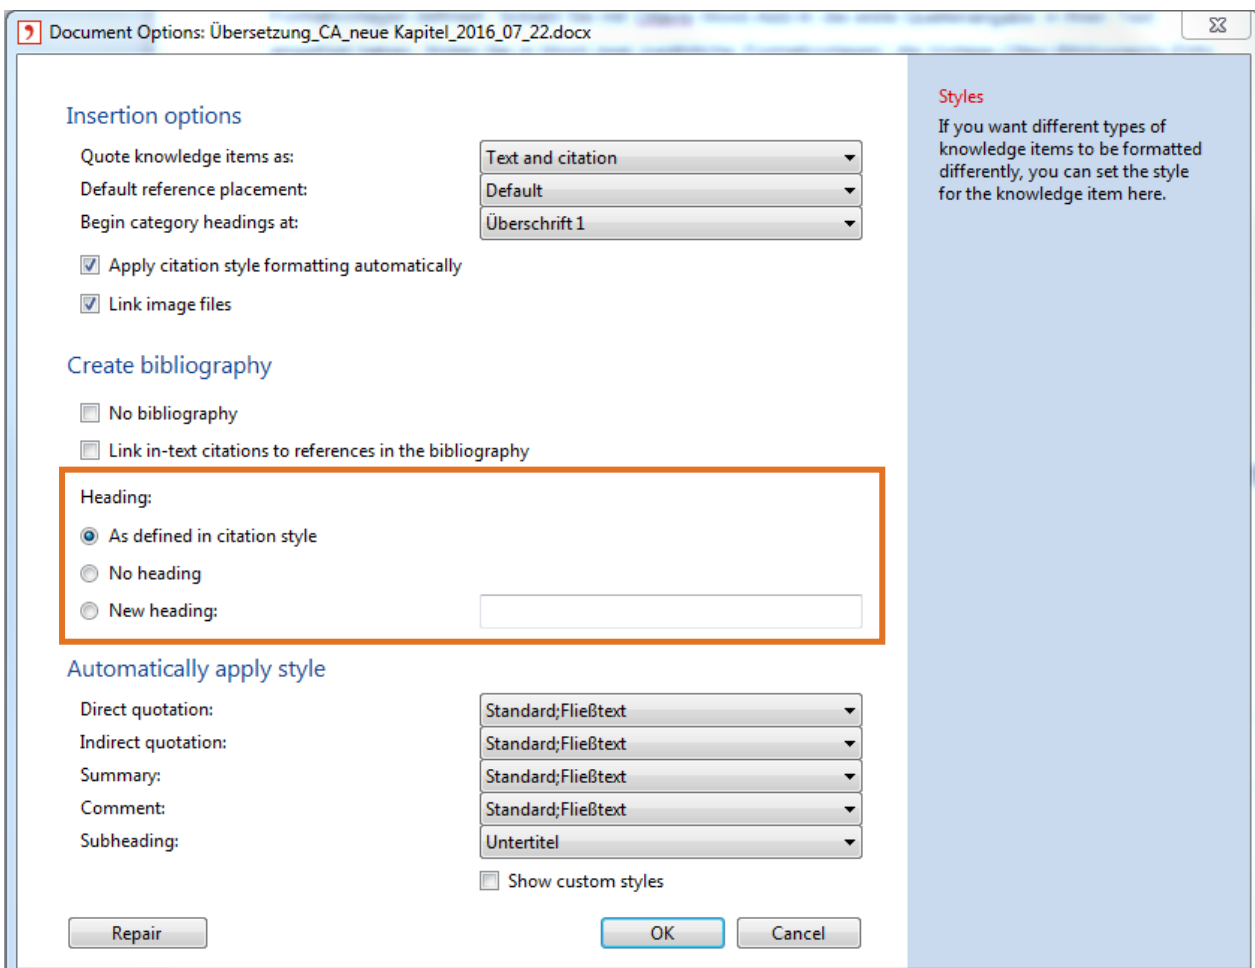 Document Options: Übersetzung_CA_neue Kapitel_2016_07_22.docx
Insertion options
Quote knowledge items as: Text and citation
Default reference placement: Default
Begin category headings at: Überschrift 1
Apply citation style formatting automatically
Link image files
Create bibliography
No bibliography
Link in-text citations to references in the bibliography
Heading:
As defined in citation style
No heading
New heading:
Automatically apply style
Direct quotation: Standard;Fließtext
Indirect quotation: Standard;Fließtext
Summary: Standard;Fließtext
Comment: Standard;Fließtext
Subheading: Untertitel
Show custom styles
Repair OK Cancel
Styles
If you want different types of
knowledge items to be formatted
differently, you can set the style
for the knowledge item here.